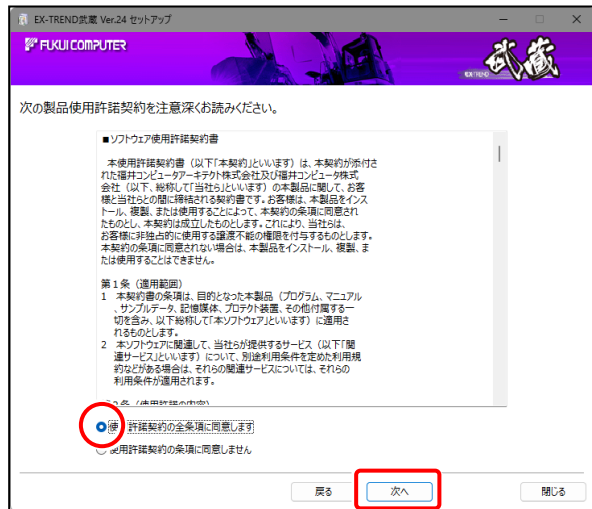 EX-TREND武蔵 Ver.24 セットアップ
FUKUI COMPUTER
EX-TREND
武蔵
次の製品使用許諾契約を注意深くお読みください。
■ソフトウェア使用許諾契約書
本使用許諾契約書（以下「本契約」といいます）は、本契約が添付さ
れた福井コンピュータアーキテクト株式会社及び福井コンピュータ株式
会社（以下、総称して「当社ら」といいます）の本製品に関して、お客
様と当社らとの間に締結される契約書です。お客様は、本製品をインス
トール、複製、または使用することによって、本契約の条項に同意され
たものとし、本契約は成立したものとします。これにより、当社らは、
お客様に非独占的に使用する譲渡不能の権限を付与するものとします。
本契約の条項に同意されない場合は、本製品をインストール、複製、ま
たは使用することはできません。
第１条（適用範囲）
1 本契約書の条項は、目的となった本製品（プログラム、マニュアル
、サンプルデータ、記憶媒体、プロテクト装置、その他付属する一
切を含み、以下総称して「本ソフトウェア」といいます）に適用さ
れるものとします。
2 本ソフトウェアに関連して、当社らが提供するサービス（以下「関
連サービス」といいます）について、別途利用条件を定めた利用規
約などがある場合は、それらの関連サービスについては、それらの
利用条件が適用されます。
2条（使用許諾の内容）
使 許諾契約の全条項に同意します
使用許諾契約の条項に同意しません
戻る
次へ
閉じる